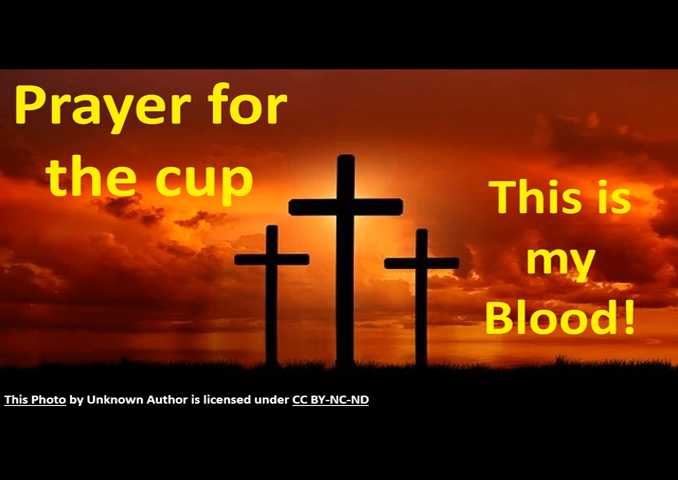 Prayer for
the cup
This is
my
Blood!
This Photo by Unknown Author is licensed under CC BY-NC-ND